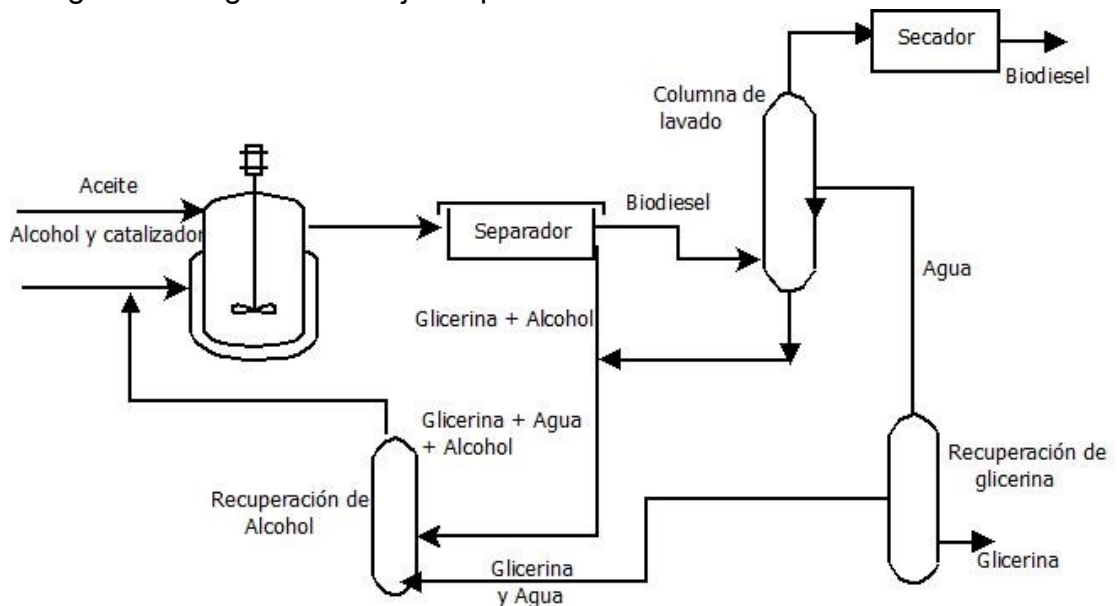 Secador
Biodiesel
Columna de
lavado
Aceite
Alcohol y catalizador
Separador
Biodiesel
Agua
Glicerina + Alcohol
Glicerina + Agua
+ Alcohol
Recuperación de
Alcohol
Recuperación de
glicerina
Glicerina
Glicerina
y Agua